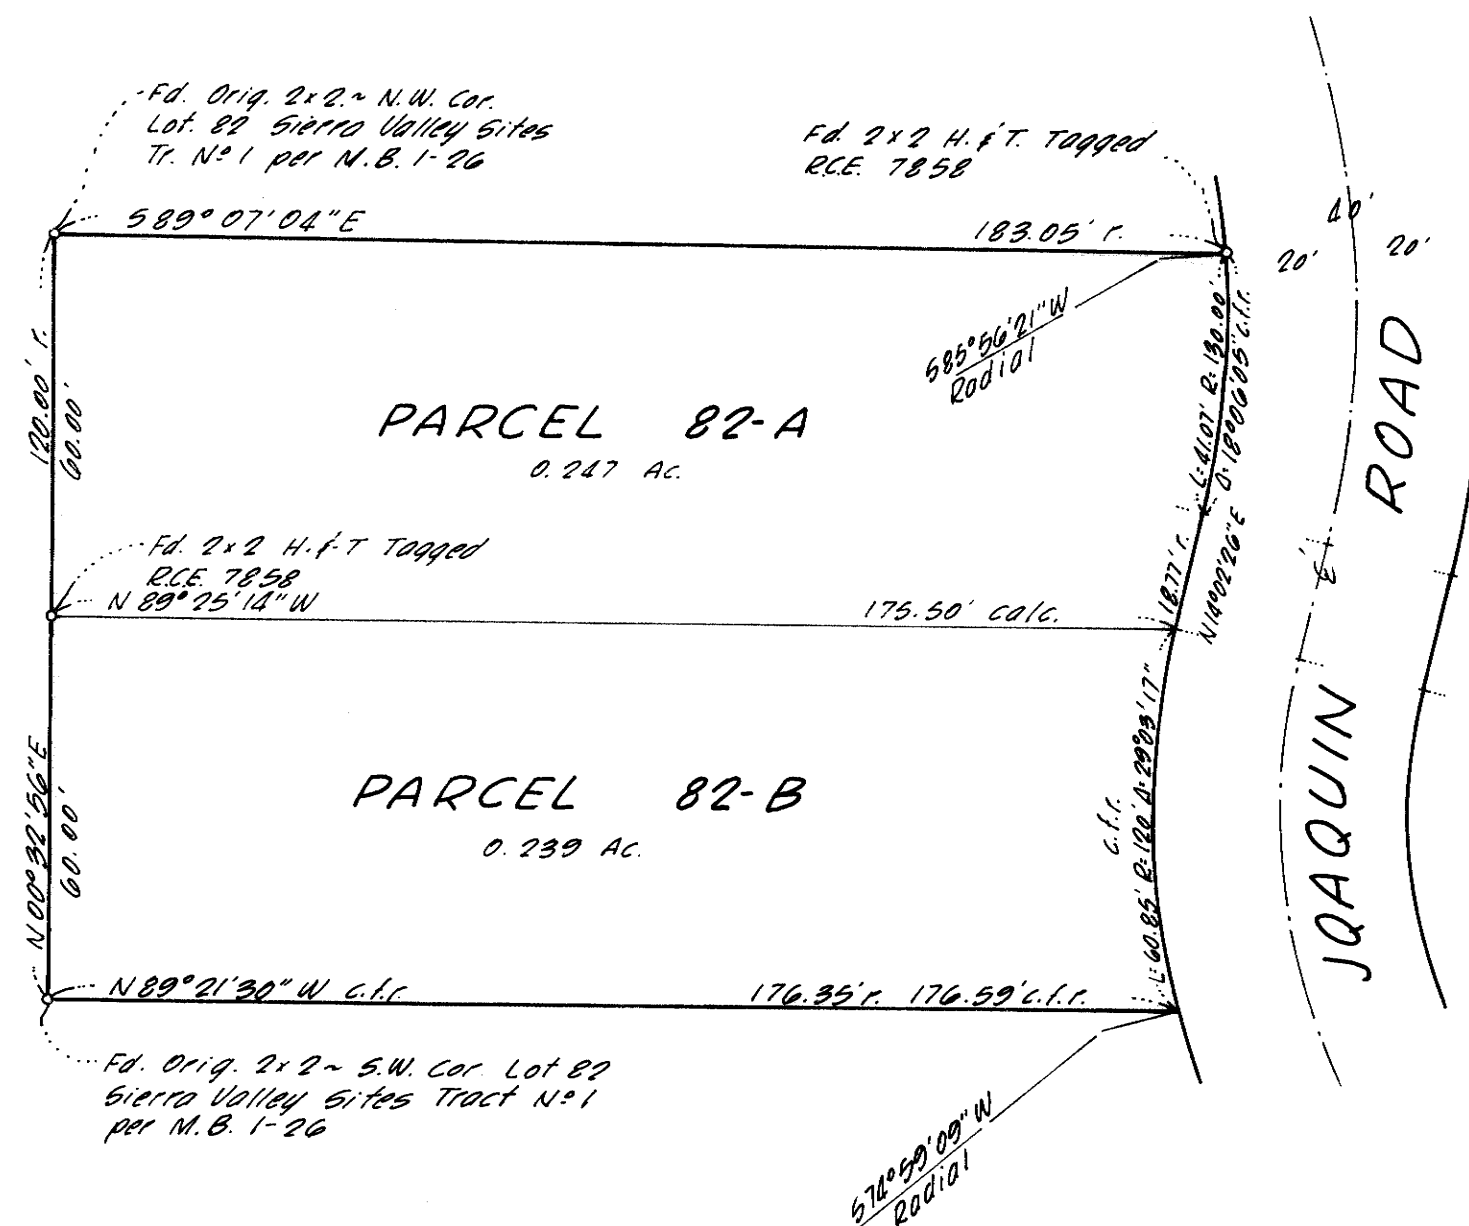 Fd. Orig. 2x2 ~ N.W. Cor.
Lot. 82 Sierra Valley Sites
Tr. Nº 1 per M.B. 1-26
Fd. 2x2 H. & T. Tagged
R.C.E. 7858
S 89° 07' 04" E
183.05' r.
40'
20'
20'
S85°56'21"W
Radial
L=41.07' R=130.00'
Δ=18°06'05" c.f.r.
ROAD
120.00' r.
60.00'
PARCEL 82-A
0.247 Ac.
Fd. 2x2 H. & T Tagged
R.C.E. 7858
N 89° 25' 14" W
175.50' calc.
18.77' r.
N14°02'26"E
N 00° 32' 56" E
60.00'
PARCEL 82-B
0.239 Ac.
c.f.r.
L=60.85' R=120' Δ=29°03'17"
JOAQUIN
N 89° 21' 30" W c.f.r.
176.35' r. 176.59' c.f.r.
Fd. Orig. 2x2 ~ S.W. Cor. Lot 82
Sierra Valley Sites Tract Nº 1
per M.B. 1-26
S74°59'09"W
Radial